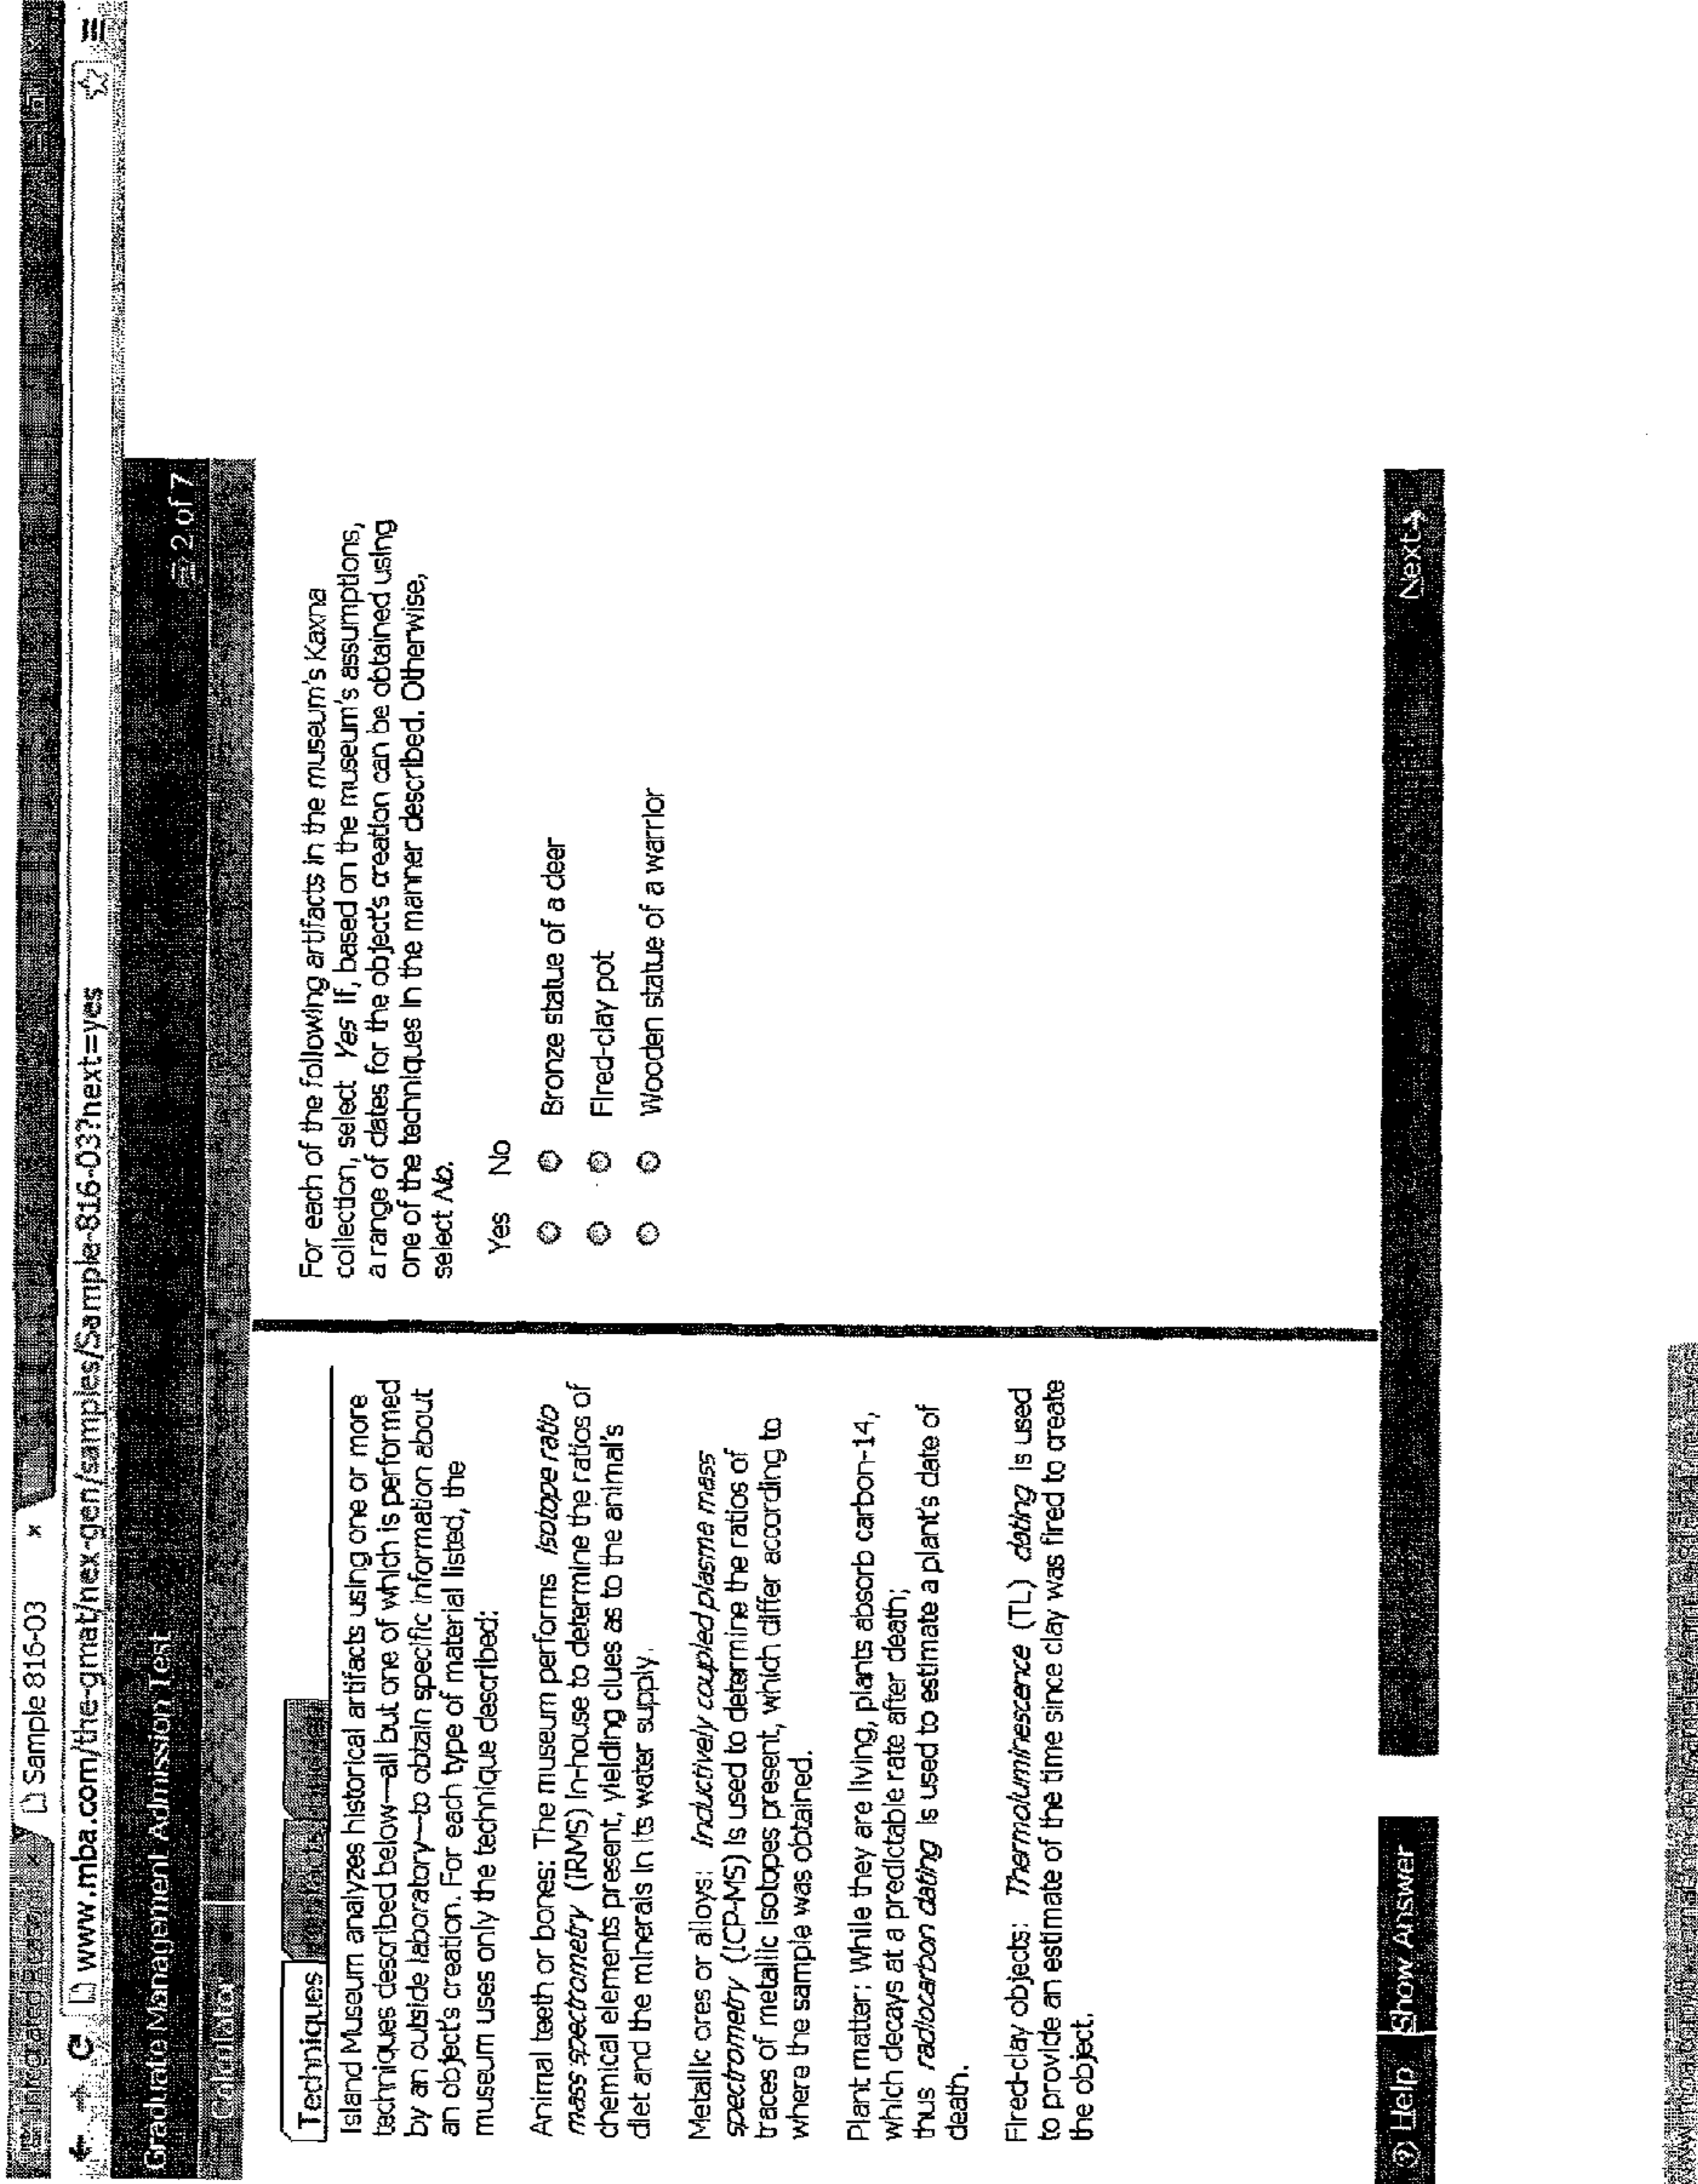 Sample 816-03 ×
www.mba.com/the-gmat/nex-gen/samples/Sample-816-03?next=yes
Graduate Management Admission Test
2 of 7
Calculator
Techniques
Island Museum analyzes historical artifacts using one or more
techniques described below—all but one of which is performed
by an outside laboratory—to obtain specific information about
an object's creation. For each type of material listed, the
museum uses only the technique described:
Animal teeth or bones: The museum performs isotope ratio
mass spectrometry (IRMS) in-house to determine the ratios of
chemical elements present, yielding clues as to the animal's
diet and the minerals in its water supply.
Metallic ores or alloys: Inductively coupled plasma mass
spectrometry (ICP-MS) is used to determine the ratios of
traces of metallic isotopes present, which differ according to
where the sample was obtained.
Plant matter: While they are living, plants absorb carbon-14,
which decays at a predictable rate after death;
thus radiocarbon dating is used to estimate a plant's date of
death.
Fired-clay objects: Thermoluminescence (TL) dating is used
to provide an estimate of the time since clay was fired to create
the object.
For each of the following artifacts in the museum's Kaxna
collection, select Yes if, based on the museum's assumptions,
a range of dates for the object's creation can be obtained using
one of the techniques in the manner described. Otherwise,
select No.
Yes No
Bronze statue of a deer
Fired-clay pot
Wooden statue of a warrior
Help Show Answer
Next →